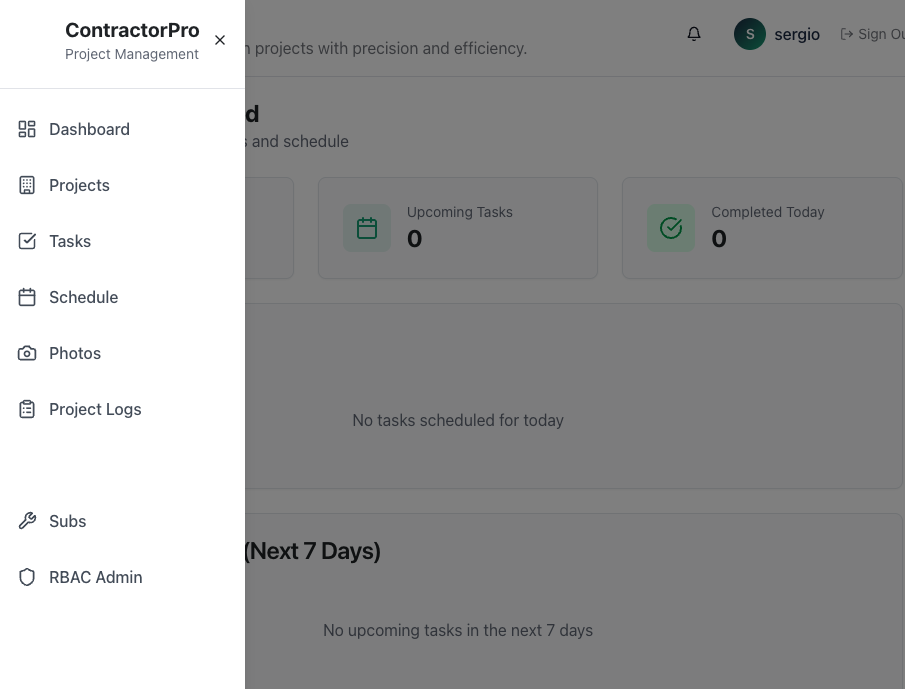 ContractorPro
Project Management
Dashboard
Projects
Tasks
Schedule
Photos
Project Logs
Subs
RBAC Admin
projects with precision and efficiency.
S
sergio
Sign Ou
and schedule
Upcoming Tasks
0
Completed Today
0
No tasks scheduled for today
(Next 7 Days)
No upcoming tasks in the next 7 days